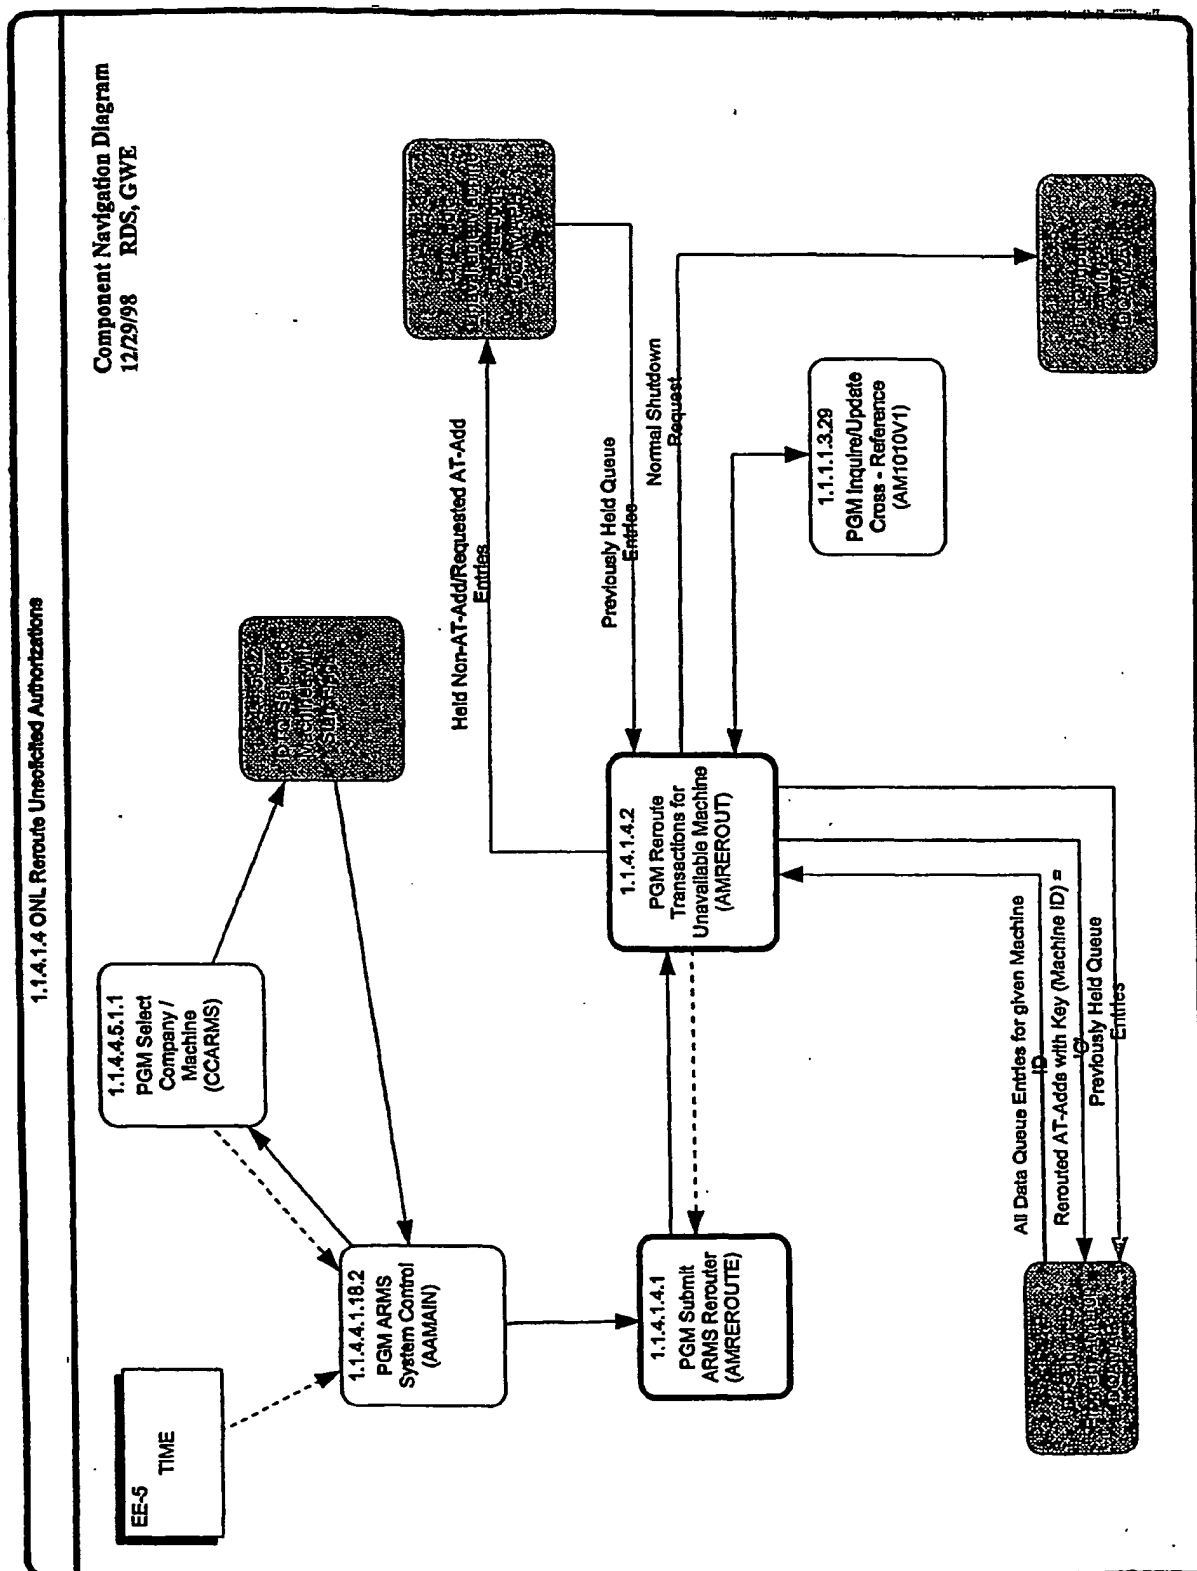 1.1.4.1.4 ONL Reroute Unsolicited Authorizations
Component Navigation Diagram
12/29/98 RDS, GWE
EE-5
TIME
1.1.4.4.5.1.1
PGM Select
Company /
Machine
(CCARMS)
1.1.4.4.1.18.2
PGM ARMS
System Control
(AAMAIN)
Machine with
Held Non-AT-Add/Requested AT-Add
Entries
Previously Held Queue
Entries
Normal Shutdown
Request
1.1.4.1.4.1
PGM Submit
ARMS Rerouter
(AMREROUTE)
1.1.4.1.4.2
PGM Reroute
Transactions for
Unavailable Machine
(AMREROUT)
1.1.1.1.3.29
PGM Inquire/Update
Cross - Reference
(AM1010V1)
All Data Queue Entries for given Machine
ID
Rerouted AT-Adds with Key (Machine ID) =
'C'
Previously Held Queue
Entries